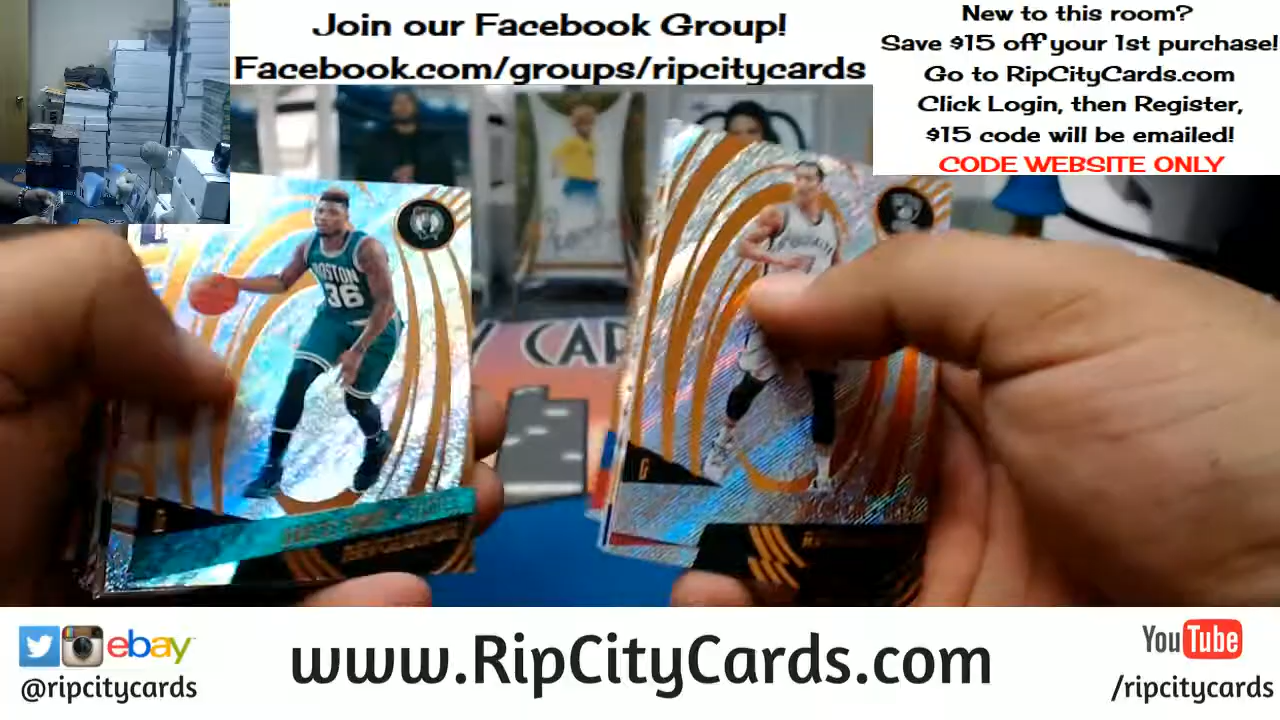 Join our Facebook Group!
Facebook.com/groups/ripcitycards
New to this room?
Save $15 off your 1st purchase!
Go to RipCityCards.com
Click Login, then Register,
$15 code will be emailed!
CODE WEBSITE ONLY
BOSTON
36
G
ebay
@ripcitycards
www.RipCityCards.com
YouTube
/ripcitycards